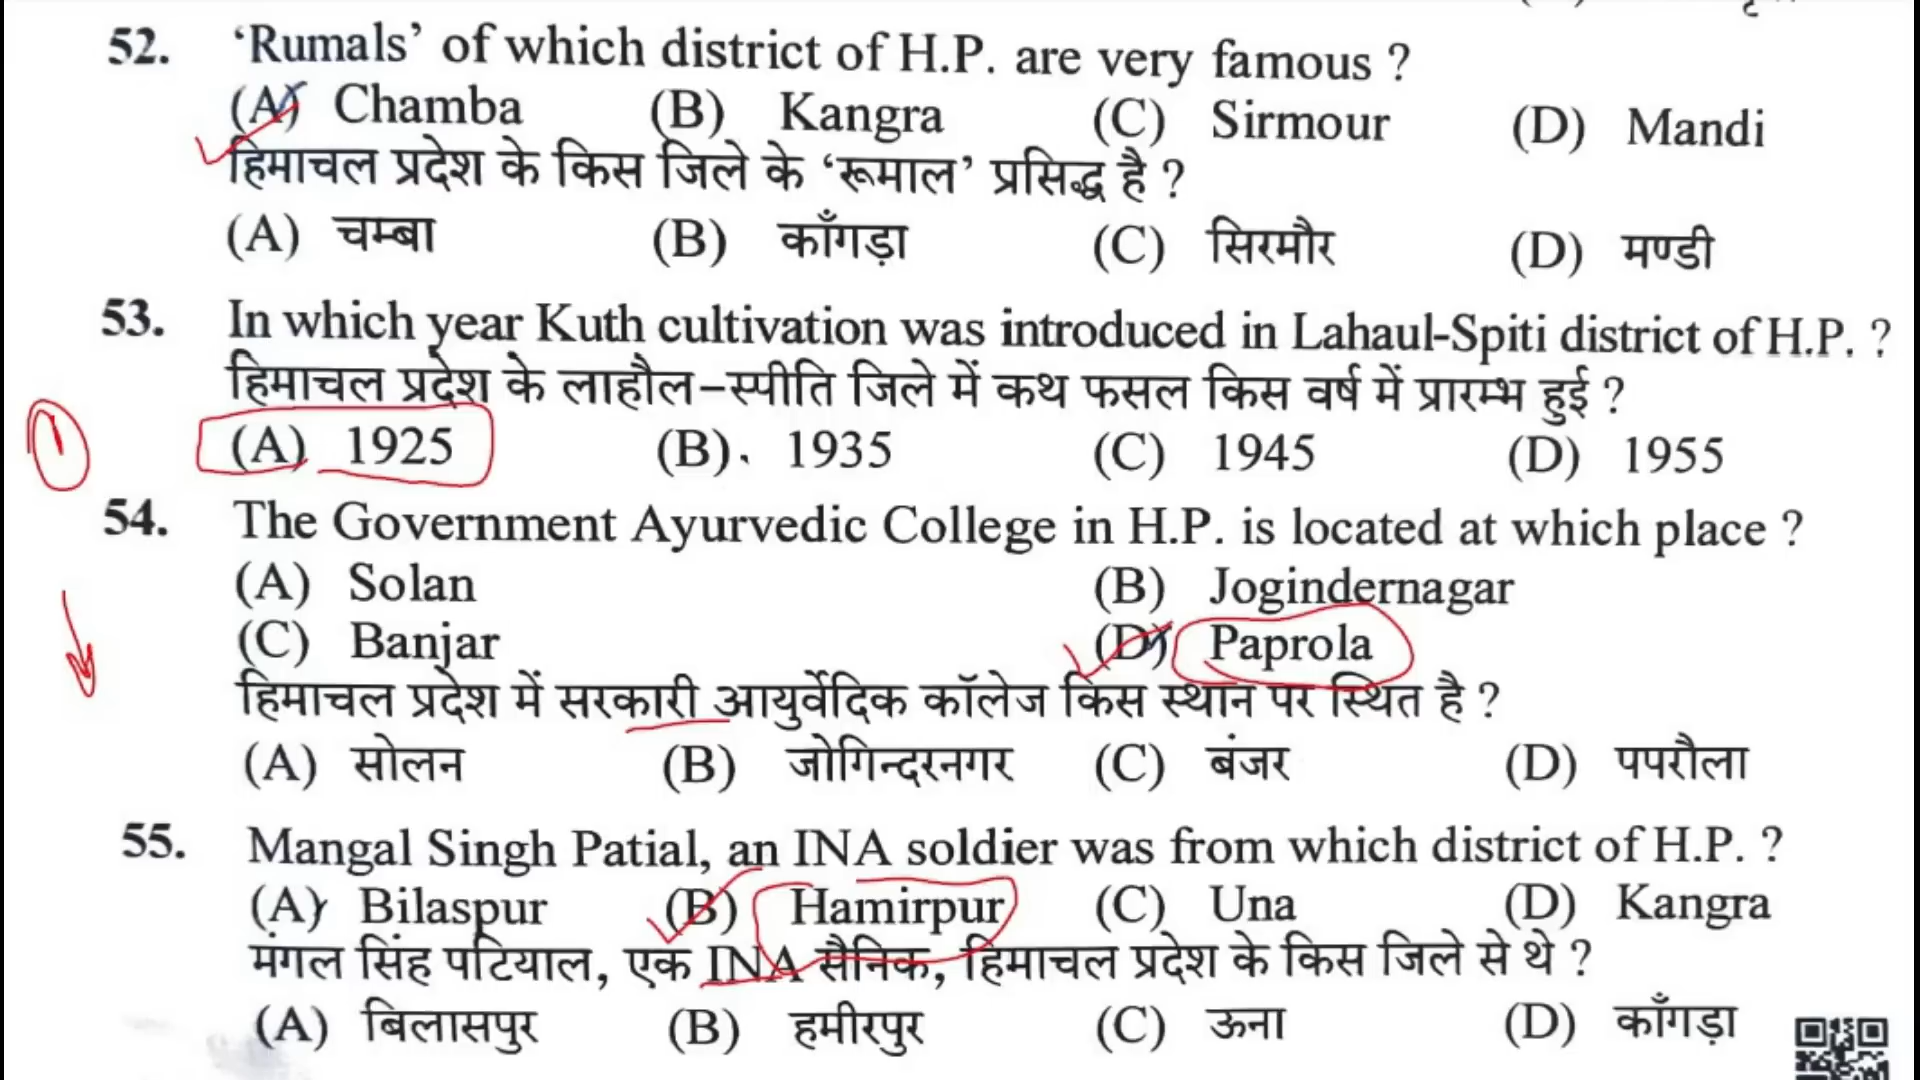 52. ‘Rumals’ of which district of H.P. are very famous ?
(A) Chamba (B) Kangra (C) Sirmour (D) Mandi
हिमाचल प्रदेश के किस जिले के ‘रूमाल’ प्रसिद्ध है ?
(A) चम्बा (B) काँगड़ा (C) सिरमौर (D) मण्डी
53. In which year Kuth cultivation was introduced in Lahaul-Spiti district of H.P. ?
हिमाचल प्रदेश के लाहौल-स्पीति जिले में कथ फसल किस वर्ष में प्रारम्भ हुई ?
(A) 1925 (B) 1935 (C) 1945 (D) 1955
54. The Government Ayurvedic College in H.P. is located at which place ?
(A) Solan (B) Jogindernagar
(C) Banjar (D) Paprola
हिमाचल प्रदेश में सरकारी आयुर्वेदिक कॉलेज किस स्थान पर स्थित है ?
(A) सोलन (B) जोगिन्दरनगर (C) बंजर (D) पपरौला
55. Mangal Singh Patial, an INA soldier was from which district of H.P. ?
(A) Bilaspur (B) Hamirpur (C) Una (D) Kangra
मंगल सिंह पटियाल, एक INA सैनिक, हिमाचल प्रदेश के किस जिले से थे ?
(A) बिलासपुर (B) हमीरपुर (C) ऊना (D) काँगड़ा